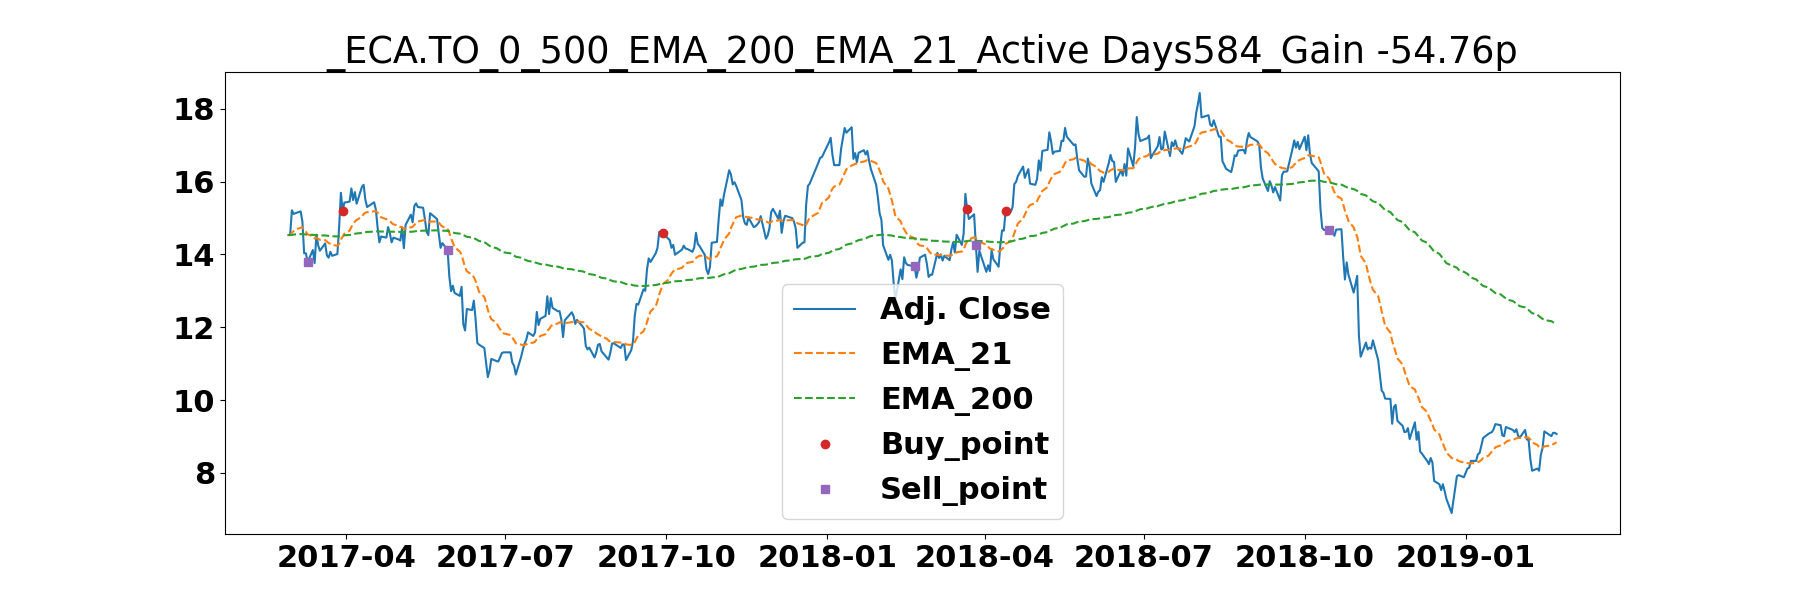 _ECA.TO_0_500_EMA_200_EMA_21_Active Days584_Gain -54.76p
18
16
14
12
10
8
Adj. Close
EMA_21
EMA_200
Buy_point
Sell_point
2017-04 2017-07 2017-10 2018-01 2018-04 2018-07 2018-10 2019-01